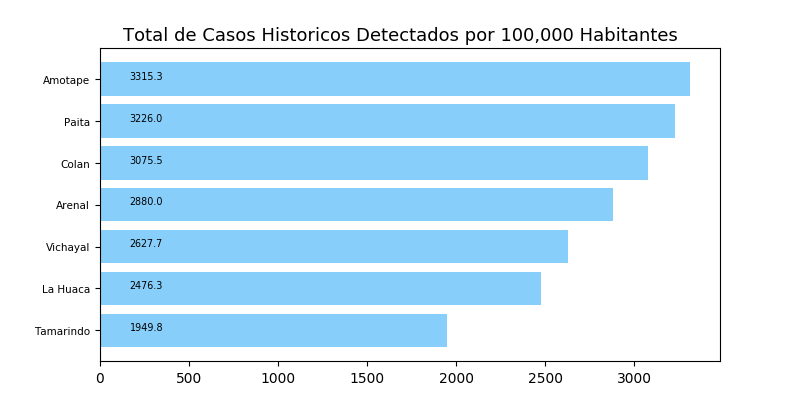 Total de Casos Historicos Detectados por 100,000 Habitantes
Amotape 3315.3
Paita 3226.0
Colan 3075.5
Arenal 2880.0
Vichayal 2627.7
La Huaca 2476.3
Tamarindo 1949.8
0 500 1000 1500 2000 2500 3000